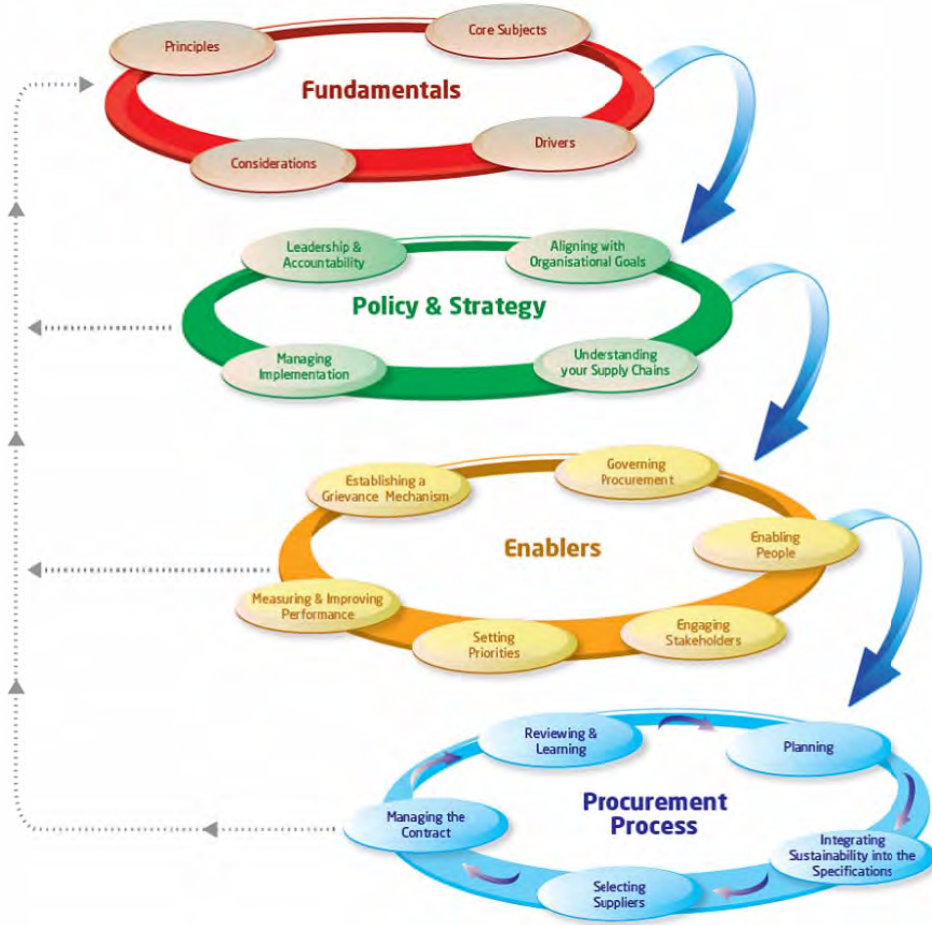 Principles
Core Subjects
Fundamentals
Considerations
Drivers
Leadership &
Accountability
Aligning with
Organisational Goals
Policy & Strategy
Managing
Implementation
Understanding
your Supply Chains
Establishing a
Grievance Mechanism
Governing
Procurement
Enabling
People
Enablers
Measuring & Improving
Performance
Setting
Priorities
Engaging
Stakeholders
Reviewing &
Learning
Planning
Procurement
Process
Managing the
Contract
Integrating
Sustainability into the
Specifications
Selecting
Suppliers